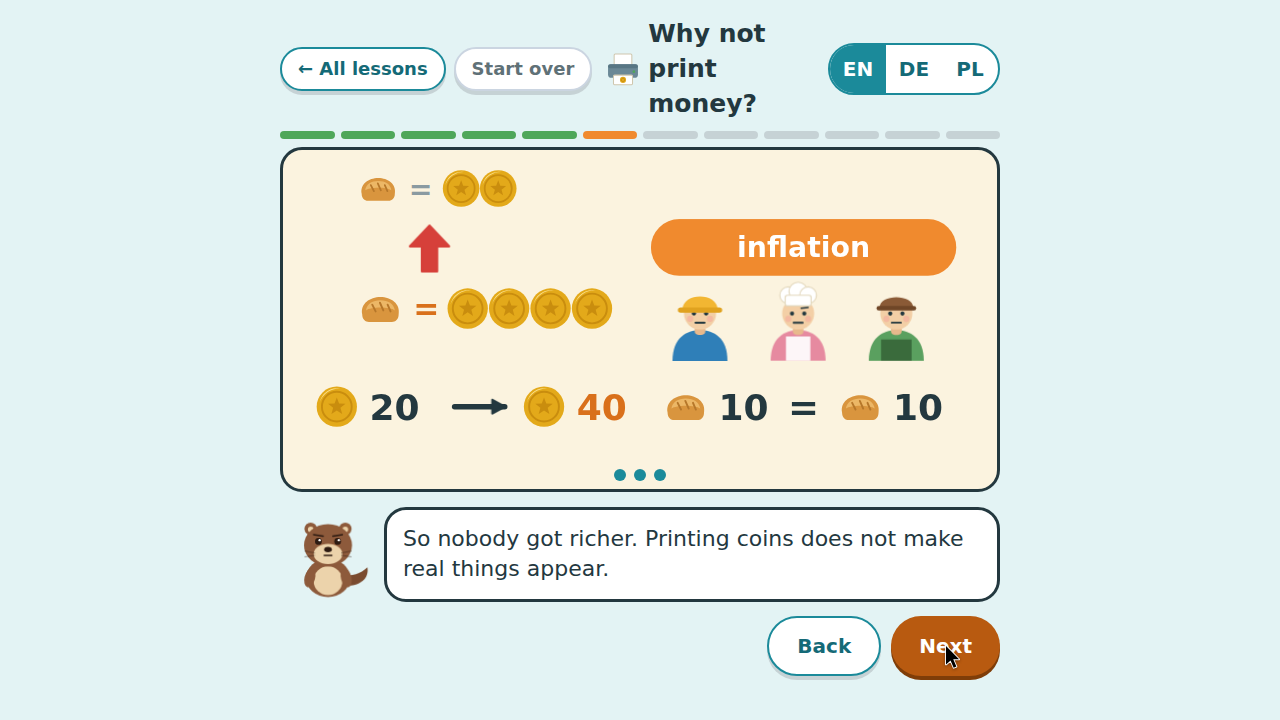 ← All lessons
Start over
Why not
print
money?
EN DE PL
=
inflation
=
20 → 40 10 = 10
So nobody got richer. Printing coins does not make
real things appear.
Back
Next